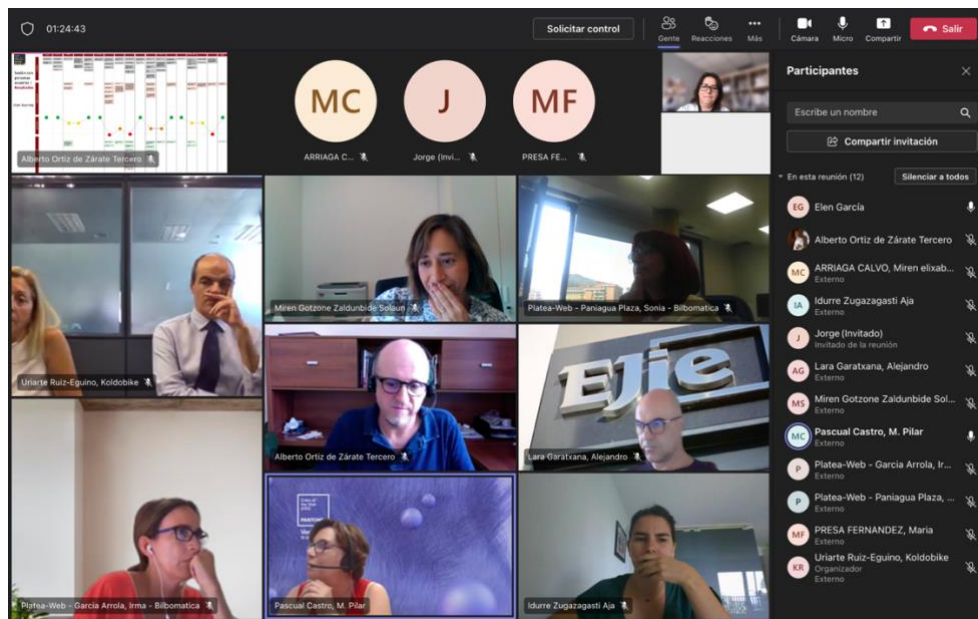 01:24:43
Solicitar control
Gente
Reacciones
Más
Cámara
Micro
Compartir
Salir
Alberto Ortiz de Zárate Tercero
MC
ARRIAGA C...
J
Jorge (Invi...
MF
PRESA FE...
Uriarte Ruiz-Eguino, Koldobike
Miren Gotzone Zaldunbide Solaun
Platea-Web - Paniagua Plaza, Sonia - Bilbomatica
Alberto Ortiz de Zárate Tercero
EJie
Lara Garatxana, Alejandro
Platea-Web - Garcia Arrola, Irma - Bilbomatica
PANTONE
Pascual Castro, M. Pilar
Idurre Zugazagasti Aja
Participantes
Escribe un nombre
Compartir invitación
En esta reunión (12)
Silenciar a todos
EG
Elen García
Alberto Ortiz de Zárate Tercero
MC
ARRIAGA CALVO, Miren elixab...
Externo
IA
Idurre Zugazagasti Aja
Externo
J
Jorge (Invitado)
Invitado de la reunión
AG
Lara Garatxana, Alejandro
Externo
MS
Miren Gotzone Zaldunbide Sol...
Externo
MC
Pascual Castro, M. Pilar
Externo
P
Platea-Web - Garcia Arrola, Ir...
Externo
P
Platea-Web - Paniagua Plaza, ...
Externo
MF
PRESA FERNANDEZ, Maria
Externo
KR
Uriarte Ruiz-Eguino, Koldobike
Organizador
Externo